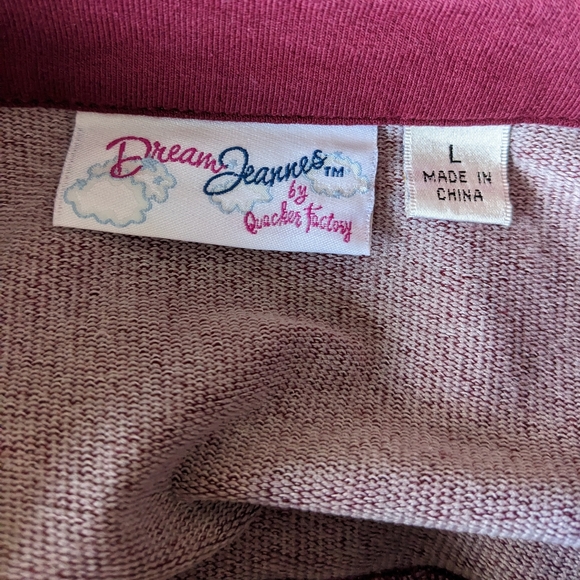 Dream Jeannes™
by
Quacker Factory
L
MADE IN
CHINA